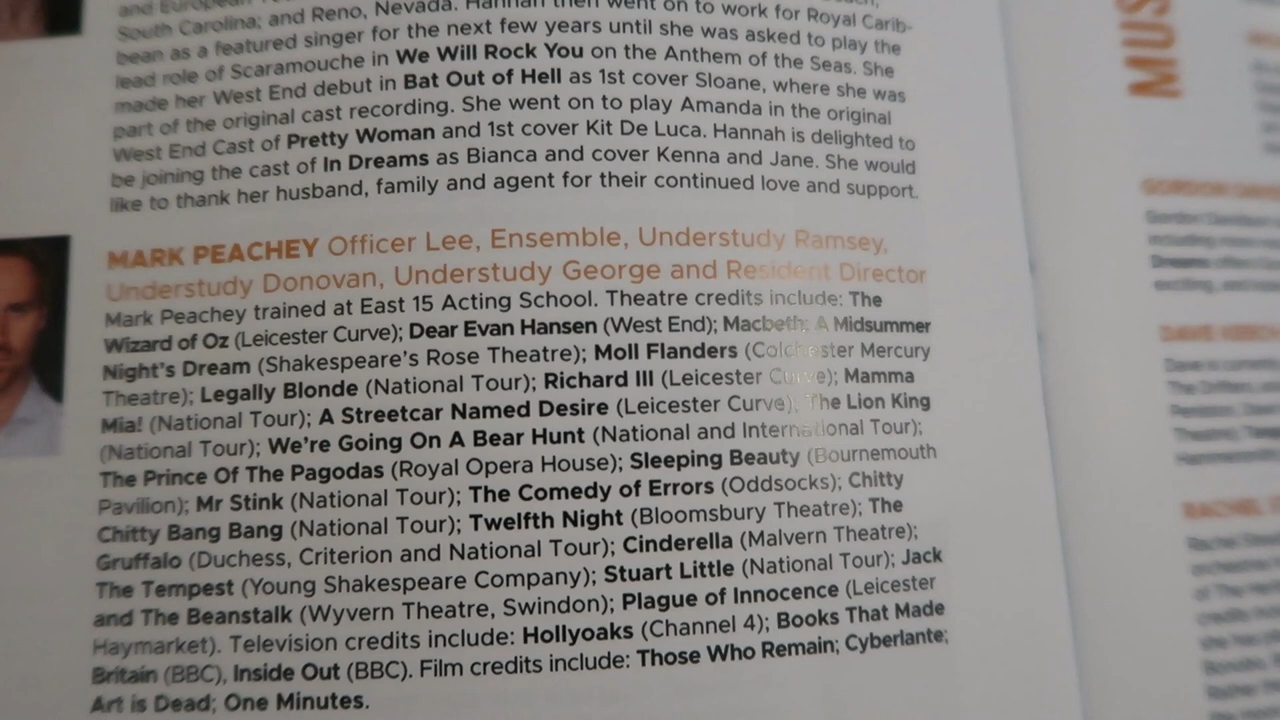 and European
South Carolina; and Reno, Nevada. Hannah then went on to work for Royal Carib-
bean as a featured singer for the next few years until she was asked to play the
lead role of Scaramouche in We Will Rock You on the Anthem of the Seas. She
made her West End debut in Bat Out of Hell as 1st cover Sloane, where she was
part of the original cast recording. She went on to play Amanda in the original
West End Cast of Pretty Woman and 1st cover Kit De Luca. Hannah is delighted to
be joining the cast of In Dreams as Bianca and cover Kenna and Jane. She would
like to thank her husband, family and agent for their continued love and support.
MARK PEACHEY Officer Lee, Ensemble, Understudy Ramsey,
Understudy Donovan, Understudy George and Resident Director
Mark Peachey trained at East 15 Acting School. Theatre credits include: The
Wizard of Oz (Leicester Curve); Dear Evan Hansen (West End); Macbeth; A Midsummer
Night's Dream (Shakespeare's Rose Theatre); Moll Flanders (Colchester Mercury
Theatre); Legally Blonde (National Tour); Richard III (Leicester Curve); Mamma
Mia! (National Tour); A Streetcar Named Desire (Leicester Curve), The Lion King
(National Tour); We're Going On A Bear Hunt (National and International Tour);
The Prince Of The Pagodas (Royal Opera House); Sleeping Beauty (Bournemouth
Pavilion); Mr Stink (National Tour); The Comedy of Errors (Oddsocks); Chitty
Chitty Bang Bang (National Tour); Twelfth Night (Bloomsbury Theatre); The
Gruffalo (Duchess, Criterion and National Tour); Cinderella (Malvern Theatre);
The Tempest (Young Shakespeare Company); Stuart Little (National Tour); Jack
and The Beanstalk (Wyvern Theatre, Swindon); Plague of Innocence (Leicester
Haymarket). Television credits include: Hollyoaks (Channel 4); Books That Made
Britain (BBC), Inside Out (BBC). Film credits include: Those Who Remain; Cyberlante;
Art is Dead; One Minutes.
MUS